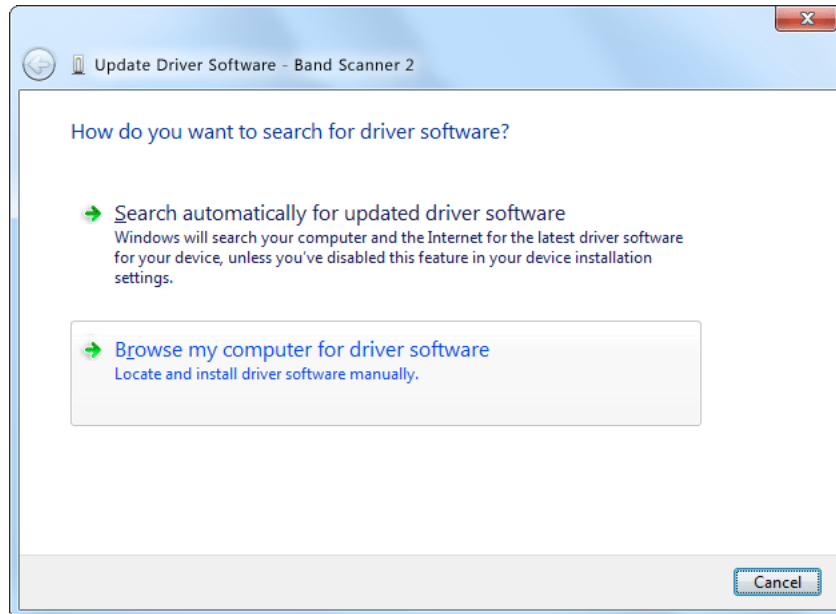 Update Driver Software - Band Scanner 2
How do you want to search for driver software?
Search automatically for updated driver software
Windows will search your computer and the Internet for the latest driver software
for your device, unless you've disabled this feature in your device installation
settings.
Browse my computer for driver software
Locate and install driver software manually.
Cancel